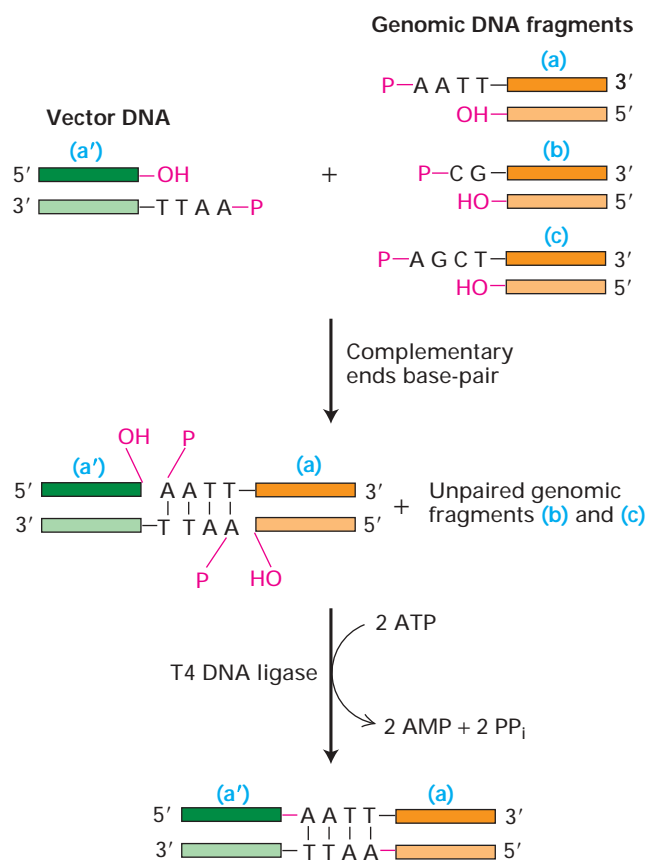 Genomic DNA fragments
(a)
P–A A T T– 3′
OH– 5′
Vector DNA
(a′)
5′ –OH
3′ –T T A A–P
+
(b)
P–C G– 3′
HO– 5′
(c)
P–A G C T– 3′
HO– 5′
Complementary
ends base-pair
OH P
(a′) (a)
5′ A A T T– 3′
3′ –T T A A 5′
P HO
+ Unpaired genomic
fragments (b) and (c)
2 ATP
T4 DNA ligase
2 AMP + 2 PPi
(a′) (a)
5′ –A A T T– 3′
3′ –T T A A– 5′